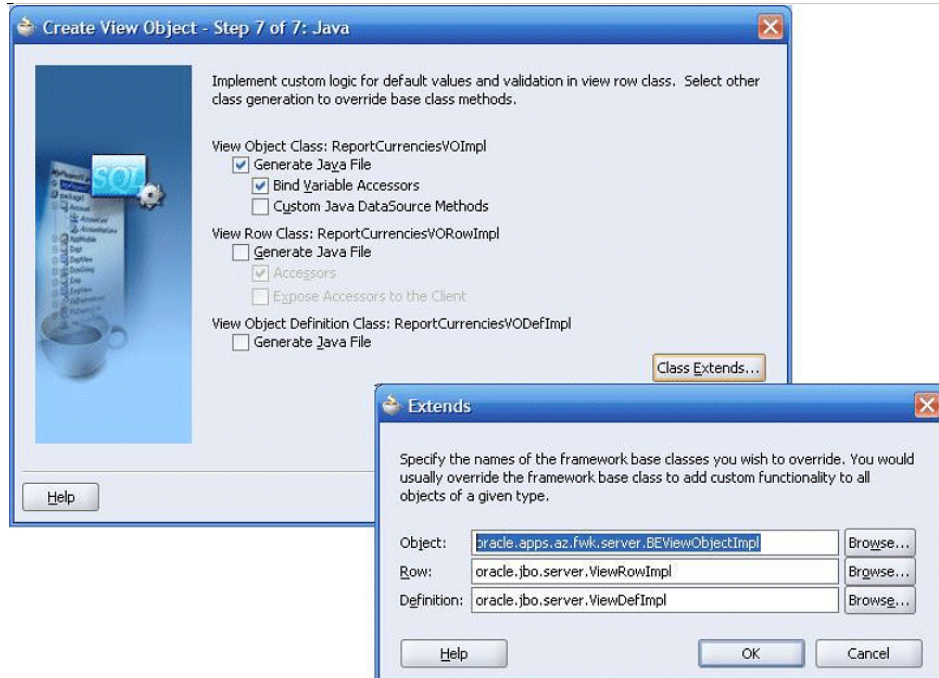 Create View Object - Step 7 of 7: Java
Implement custom logic for default values and validation in view row class. Select other
class generation to override base class methods.
View Object Class: ReportCurrenciesVOImpl
Generate Java File
Bind Variable Accessors
Custom Java DataSource Methods
View Row Class: ReportCurrenciesVORowImpl
Generate Java File
Accessors
Expose Accessors to the Client
View Object Definition Class: ReportCurrenciesVODefImpl
Generate Java File
Class Extends...
Help
SQL
Extends
Specify the names of the framework base classes you wish to override. You would
usually override the framework base class to add custom functionality to all
objects of a given type.
Object: oracle.apps.az.fwk.server.BEViewObjectImpl Browse...
Row: oracle.jbo.server.ViewRowImpl Browse...
Definition: oracle.jbo.server.ViewDefImpl Browse...
Help OK Cancel